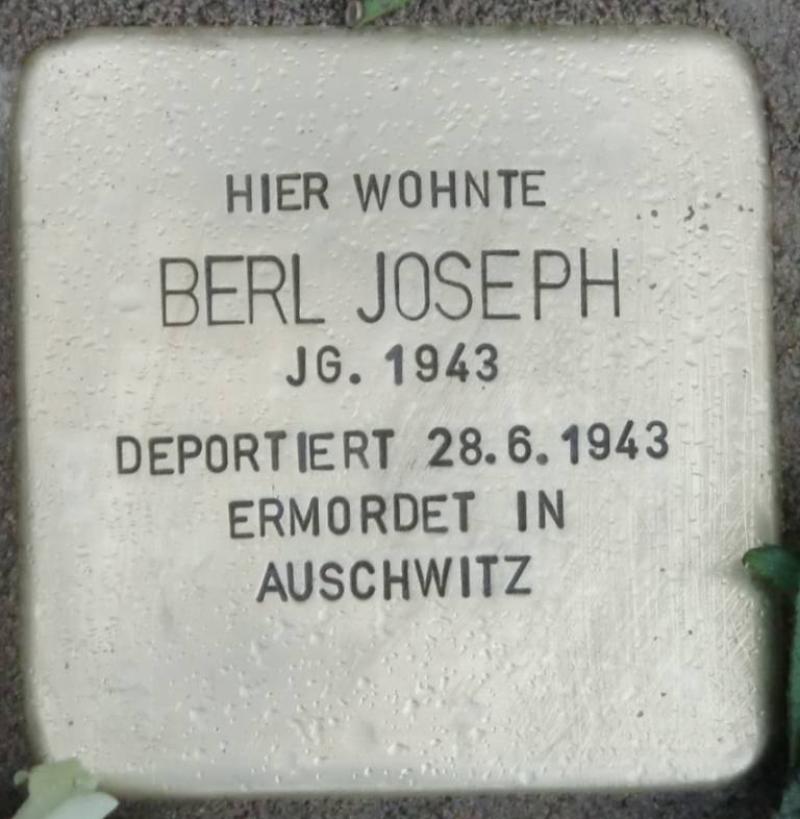 HIER WOHNTE
BERL JOSEPH
JG. 1943
DEPORTIERT 28.6.1943
ERMORDET IN
AUSCHWITZ